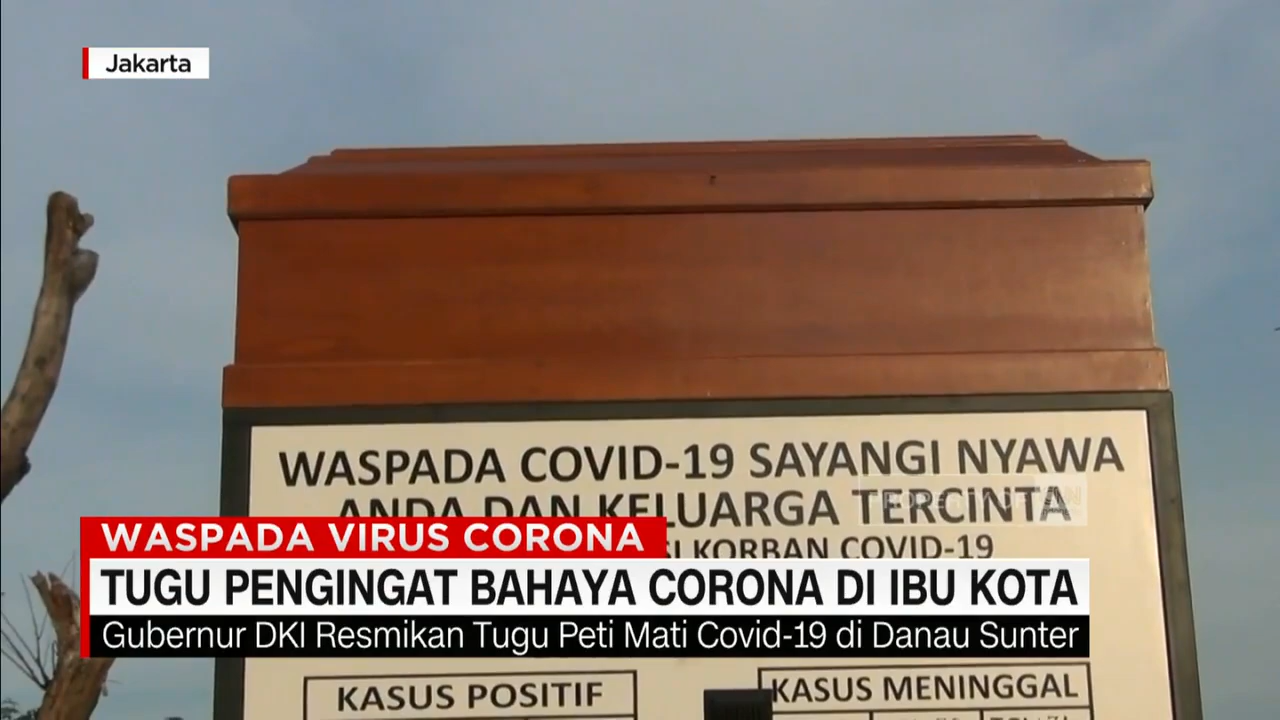 Jakarta
WASPADA COVID-19 SAYANGI NYAWA
ANDA DAN KELUARGA TERCINTA
PROPERTY OF
KORBAN COVID-19
WASPADA VIRUS CORONA
TUGU PENGINGAT BAHAYA CORONA DI IBU KOTA
Gubernur DKI Resmikan Tugu Peti Mati Covid-19 di Danau Sunter
KASUS POSITIF
KASUS MENINGGAL